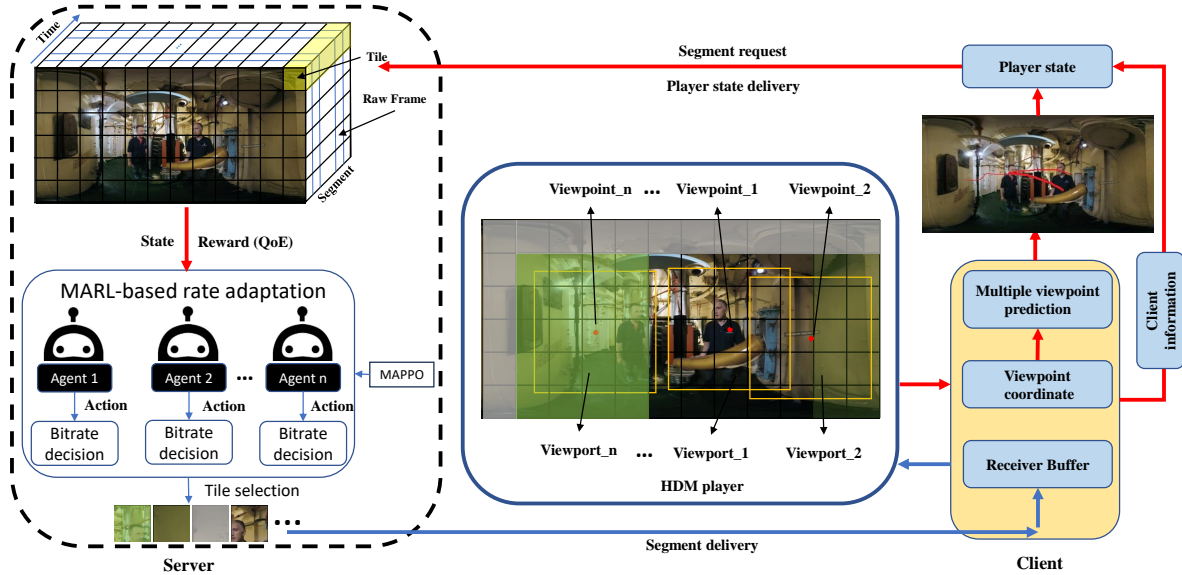 Time
...
Tile
Raw Frame
Segment
State
Reward (QoE)
MARL-based rate adaptation
Agent 1
Agent 2
...
Agent n
MAPPO
Action
Action
Action
Bitrate
decision
Bitrate
decision
Bitrate
decision
Tile selection
...
Server
Segment request
Player state delivery
Viewpoint_n
...
Viewpoint_1
Viewpoint_2
Viewport_n
...
Viewport_1
Viewport_2
HDM player
Segment delivery
Player state
Client
information
Multiple viewpoint
prediction
Viewpoint
coordinate
Receiver Buffer
Client